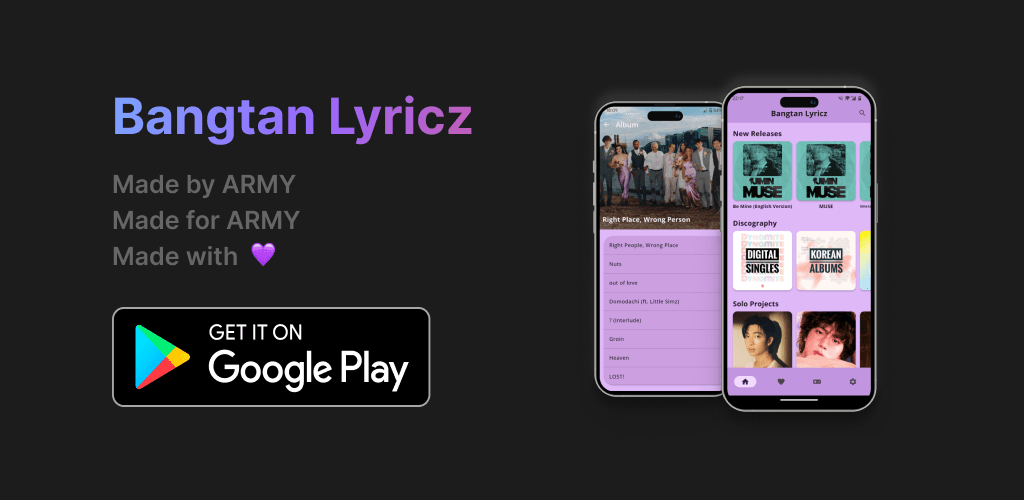 Bangtan Lyricz
Made by ARMY
Made for ARMY
Made with 💜
GET IT ON
Google Play
Album
Right Place, Wrong Person
Right People, Wrong Place
Nuts
out of love
Domodachi (ft. Little Simz)
? (Interlude)
Groin
Heaven
LOST!
Bangtan Lyricz
New Releases
MUSE
MUSE
Be Mine (English Version)
MUSE
Discography
DIGITAL
SINGLES
KOREAN
ALBUMS
Solo Projects